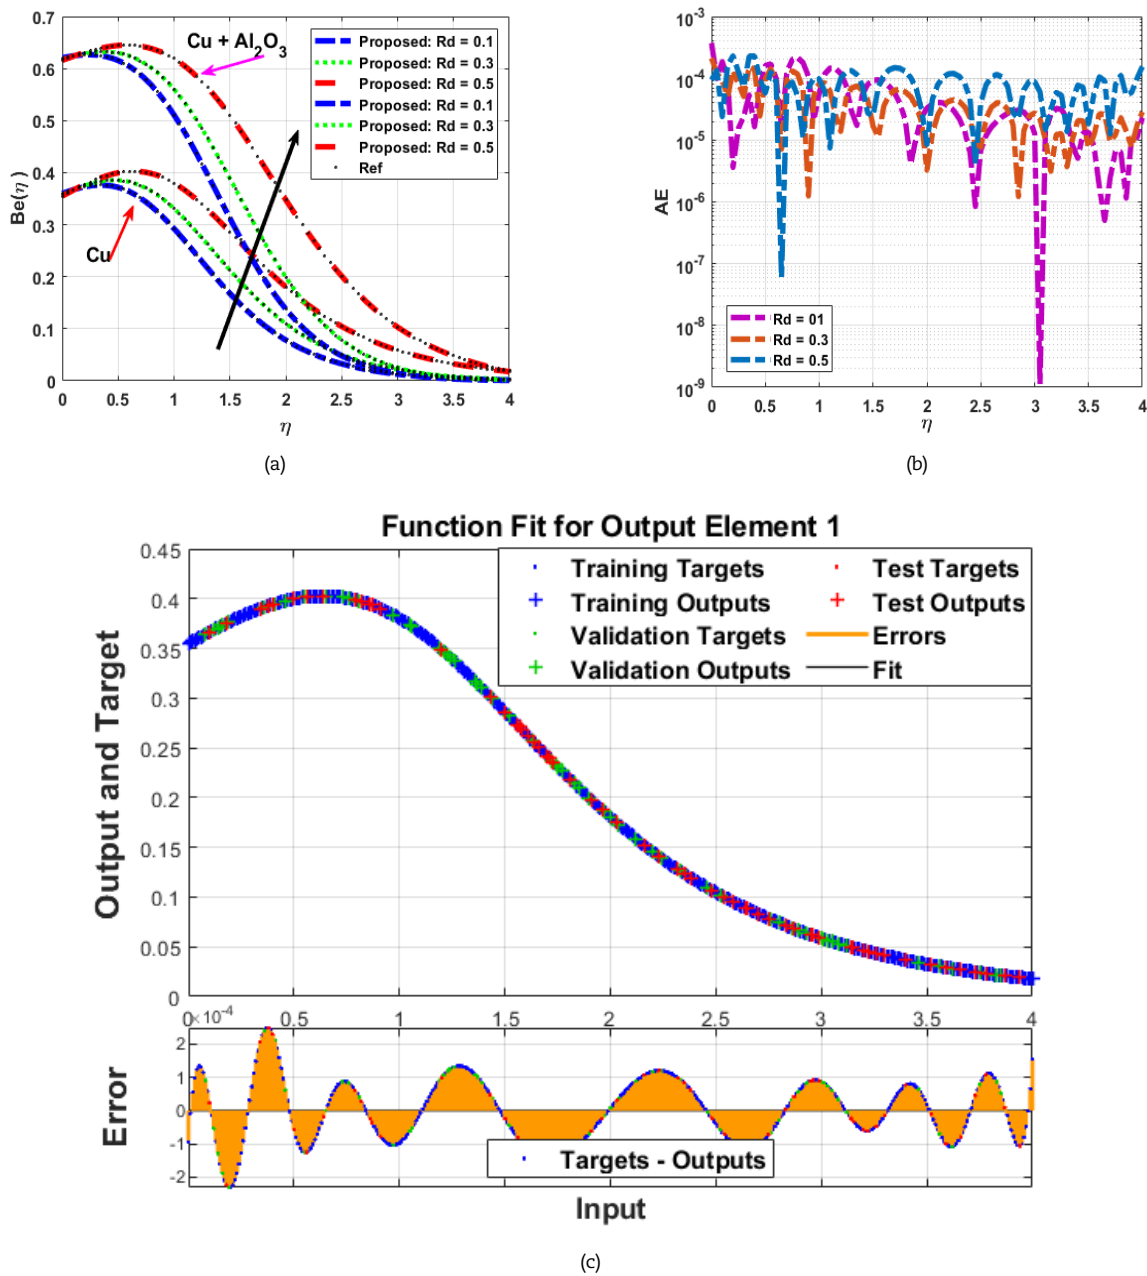 0.7
0.6
0.5
0.4
0.3
0.2
0.1
0
Be(η)
Cu + Al2O3
Cu
Proposed: Rd = 0.1
Proposed: Rd = 0.3
Proposed: Rd = 0.5
Proposed: Rd = 0.1
Proposed: Rd = 0.3
Proposed: Rd = 0.5
Ref
0 0.5 1 1.5 2 2.5 3 3.5 4
η
(a)
10^-3
10^-4
10^-5
10^-6
10^-7
10^-8
10^-9
AE
Rd = 01
Rd = 0.3
Rd = 0.5
0 0.5 1 1.5 2 2.5 3 3.5 4
η
(b)
Function Fit for Output Element 1
0.45
0.4
0.35
0.3
0.25
0.2
0.15
0.1
0.05
0
Output and Target
Training Targets
Training Outputs
Validation Targets
Validation Outputs
Test Targets
Test Outputs
Errors
Fit
0 0.5 1 1.5 2 2.5 3 3.5 4
×10^-4
2
1
0
-1
-2
Error
Targets - Outputs
Input
(c)